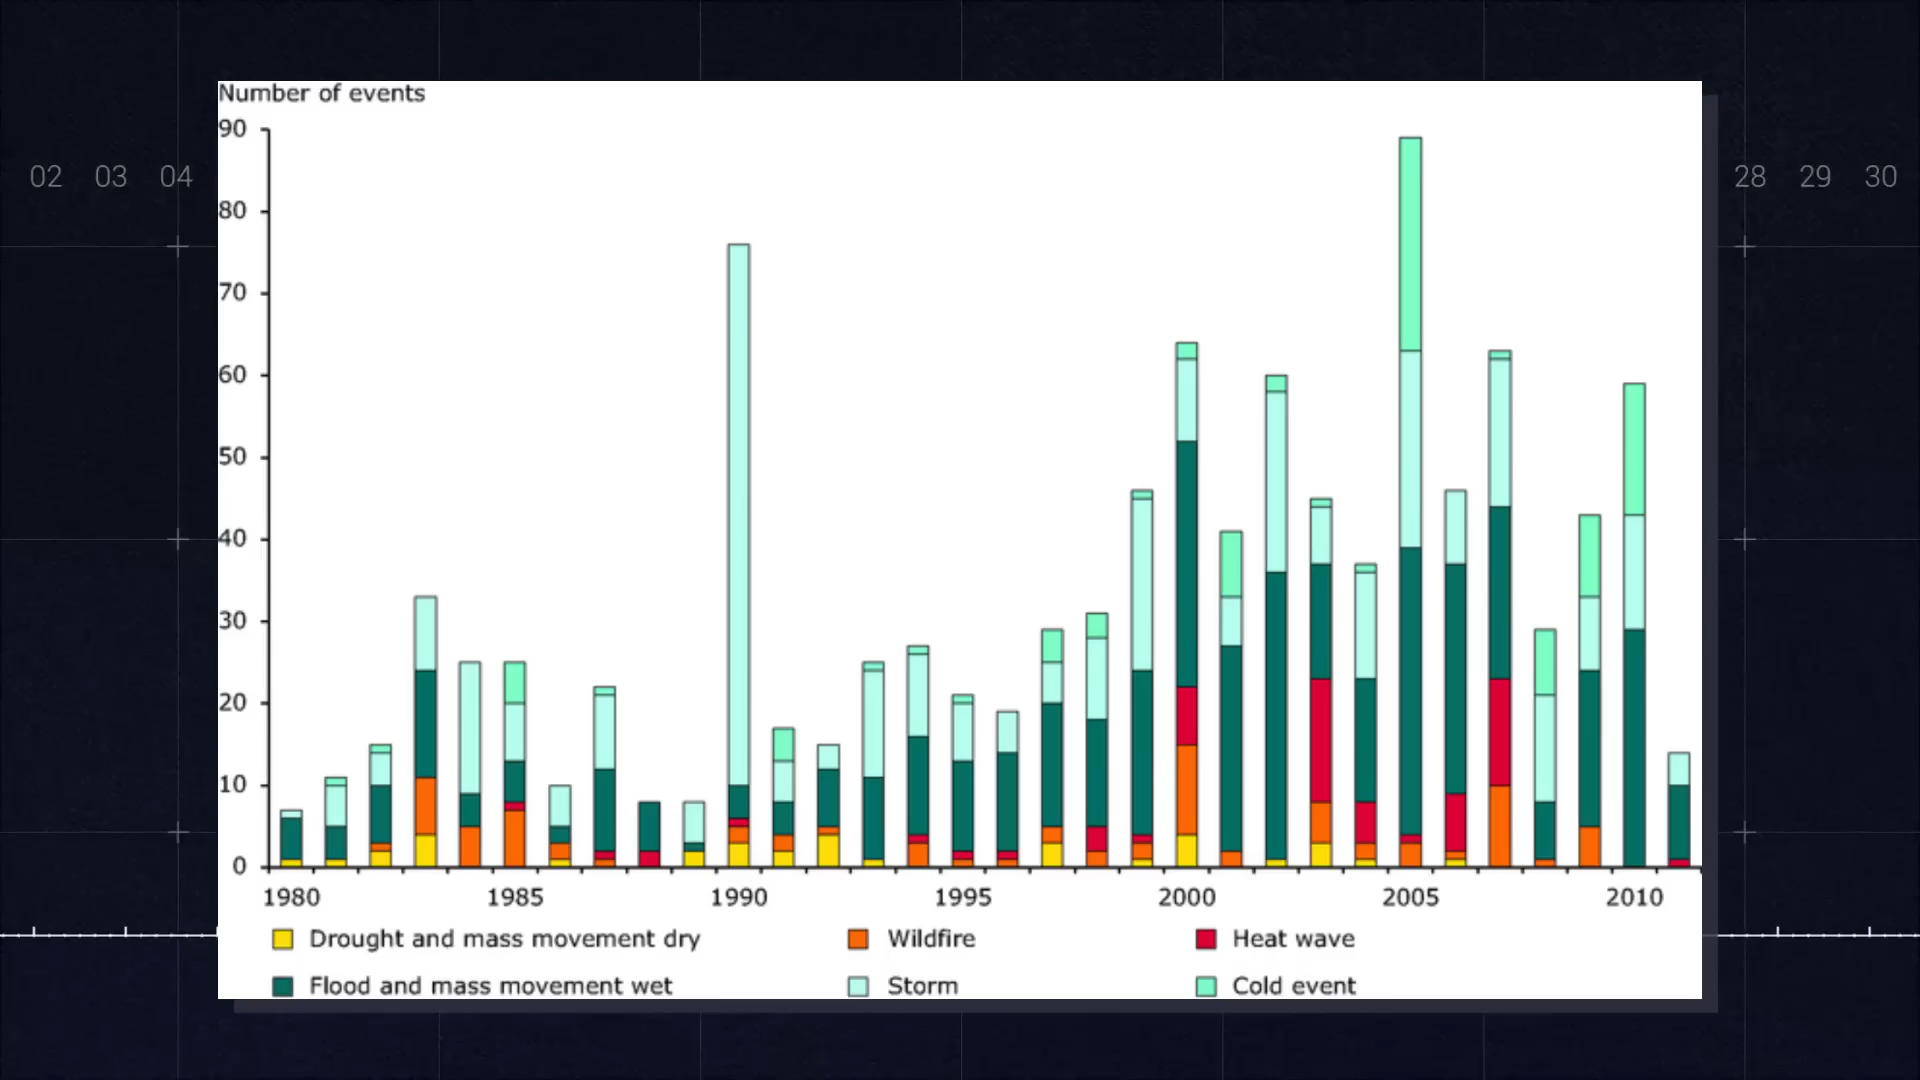 Number of events
90
02 03 04
28 29 30
80
70
60
50
40
30
20
10
0
1980 1985 1990 1995 2000 2005 2010
Drought and mass movement dry Wildfire Heat wave
Flood and mass movement wet Storm Cold event